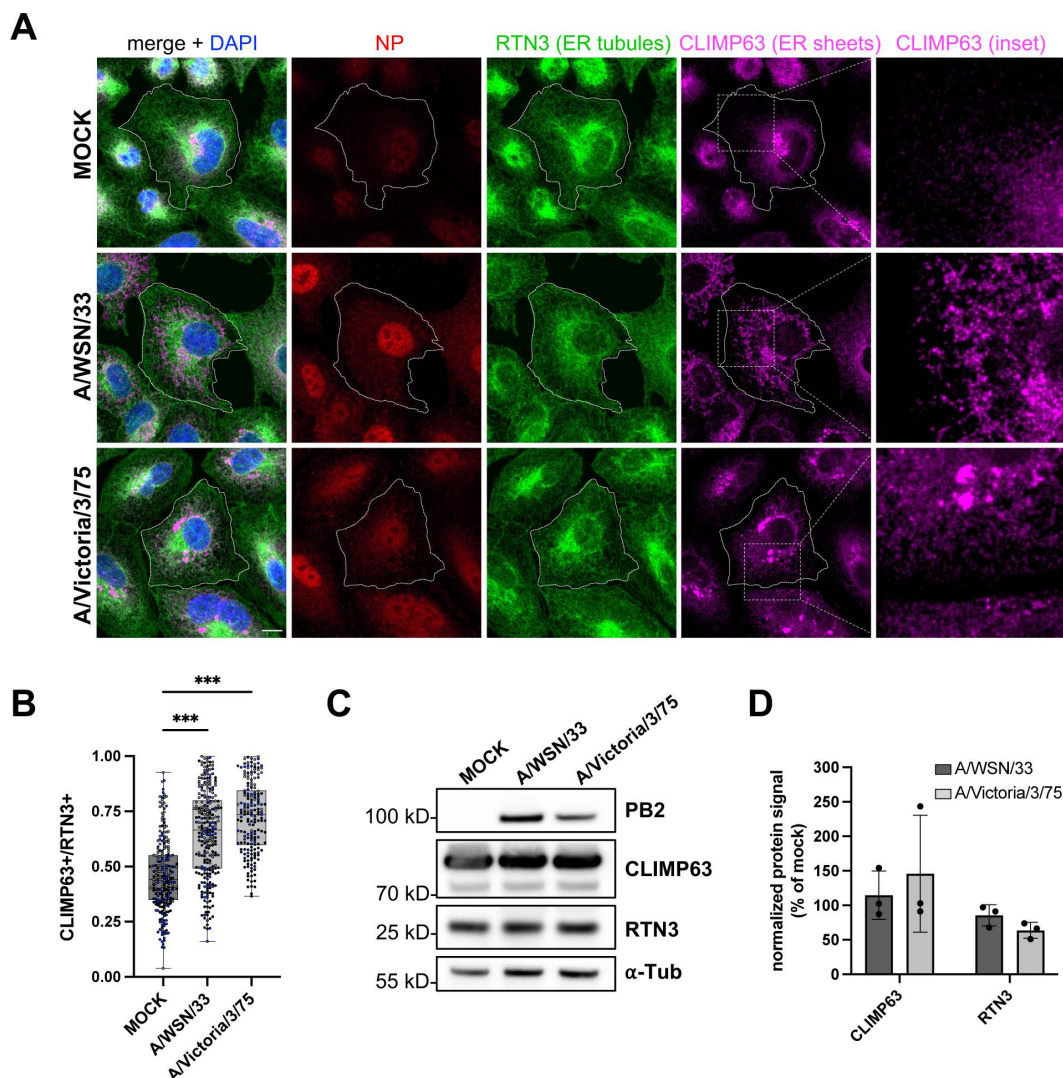 A
merge + DAPI
NP
RTN3 (ER tubules)
CLIMP63 (ER sheets)
CLIMP63 (inset)
MOCK
A/WSN/33
A/Victoria/3/75
B
***
***
CLIMP63+/RTN3+
1.00
0.75
0.50
0.25
0.00
MOCK
A/WSN/33
A/Victoria/3/75
C
MOCK
A/WSN/33
A/Victoria/3/75
100 kD
PB2
CLIMP63
70 kD
25 kD
RTN3
55 kD
α-Tub
D
A/WSN/33
A/Victoria/3/75
normalized protein signal
(% of mock)
300
250
200
150
100
50
0
CLIMP63
RTN3